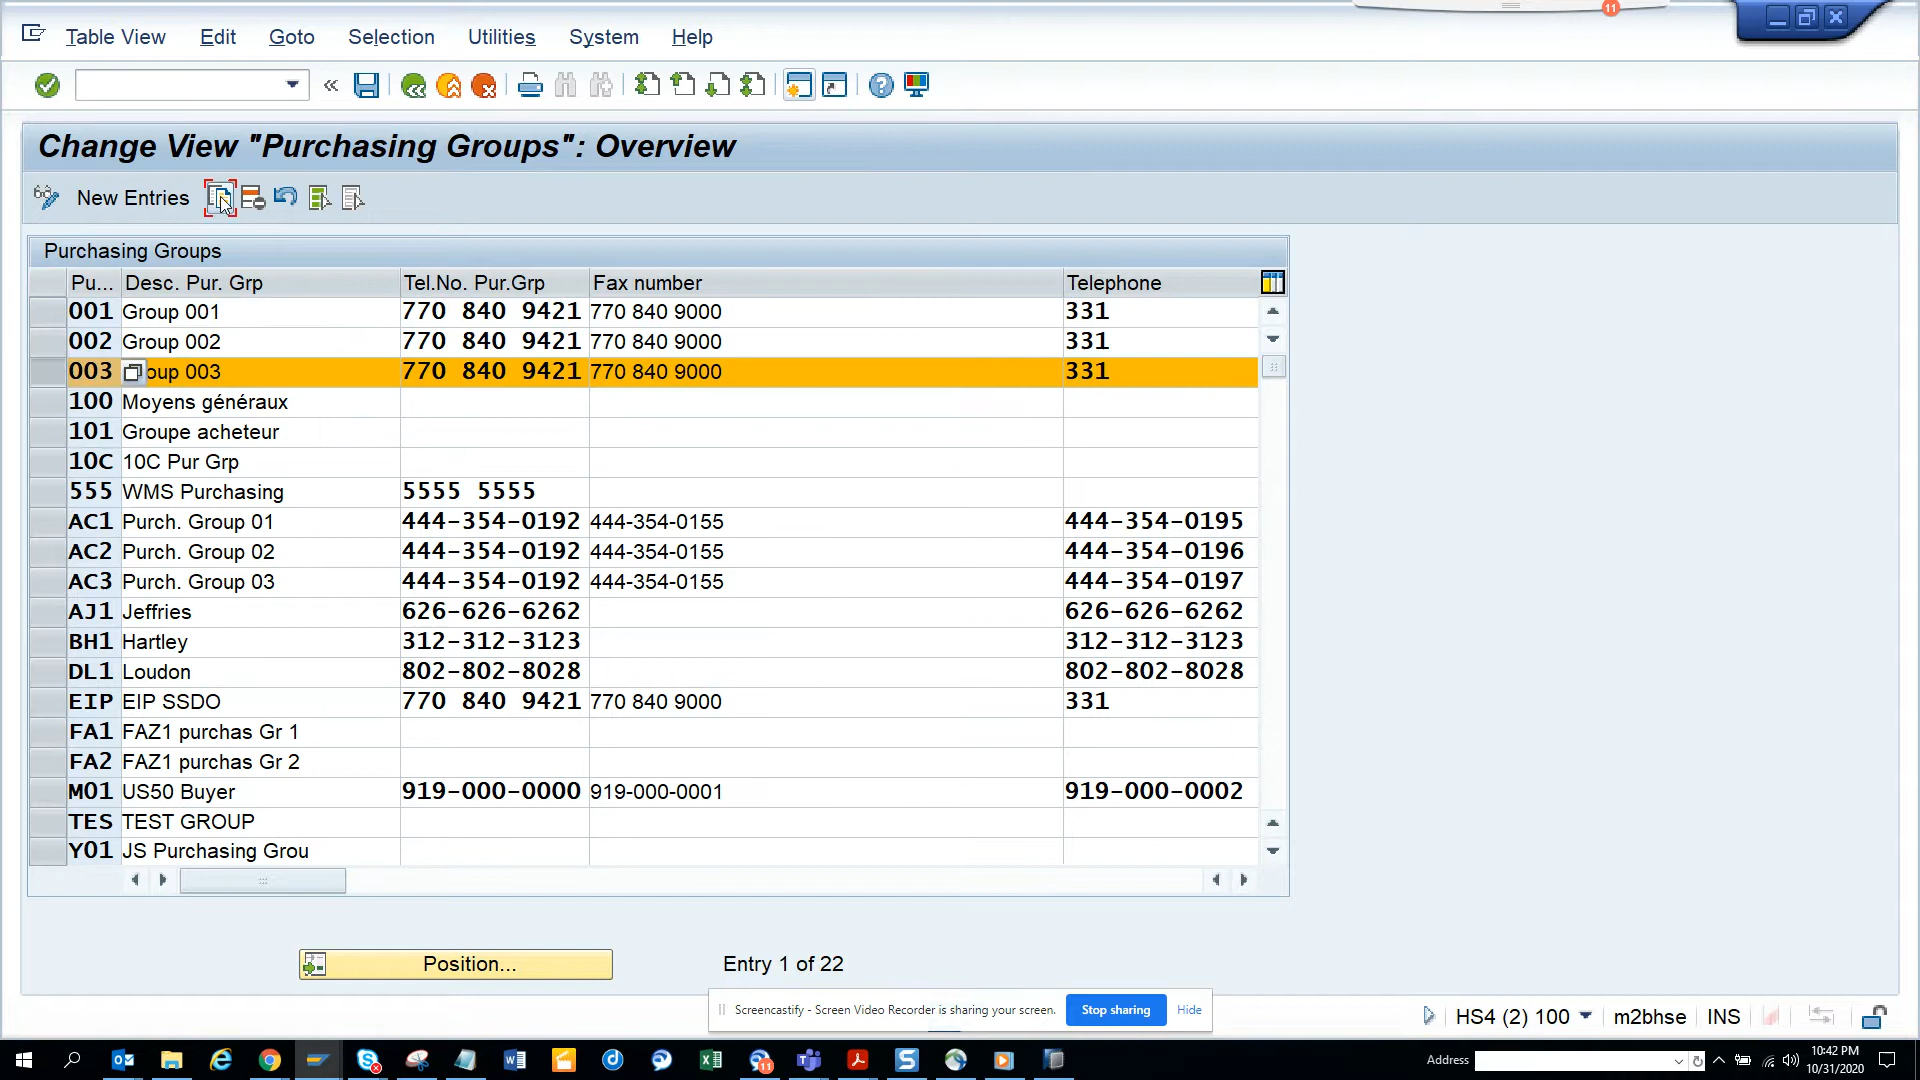 Table View Edit Goto Selection Utilities System Help
11
Change View "Purchasing Groups": Overview
New Entries
Purchasing Groups
Pu... Desc. Pur. Grp Tel.No. Pur.Grp Fax number Telephone
001 Group 001 770 840 9421 770 840 9000 331
002 Group 002 770 840 9421 770 840 9000 331
003 oup 003 770 840 9421 770 840 9000 331
100 Moyens généraux
101 Groupe acheteur
10C 10C Pur Grp
555 WMS Purchasing 5555 5555
AC1 Purch. Group 01 444-354-0192 444-354-0155 444-354-0195
AC2 Purch. Group 02 444-354-0192 444-354-0155 444-354-0196
AC3 Purch. Group 03 444-354-0192 444-354-0155 444-354-0197
AJ1 Jeffries 626-626-6262 626-626-6262
BH1 Hartley 312-312-3123 312-312-3123
DL1 Loudon 802-802-8028 802-802-8028
EIP EIP SSDO 770 840 9421 770 840 9000 331
FA1 FAZ1 purchas Gr 1
FA2 FAZ1 purchas Gr 2
M01 US50 Buyer 919-000-0000 919-000-0001 919-000-0002
TES TEST GROUP
Y01 JS Purchasing Grou
Position... Entry 1 of 22
Screencastify - Screen Video Recorder is sharing your screen. Stop sharing Hide
HS4 (2) 100 m2bhse INS
Address
10:42 PM
10/31/2020